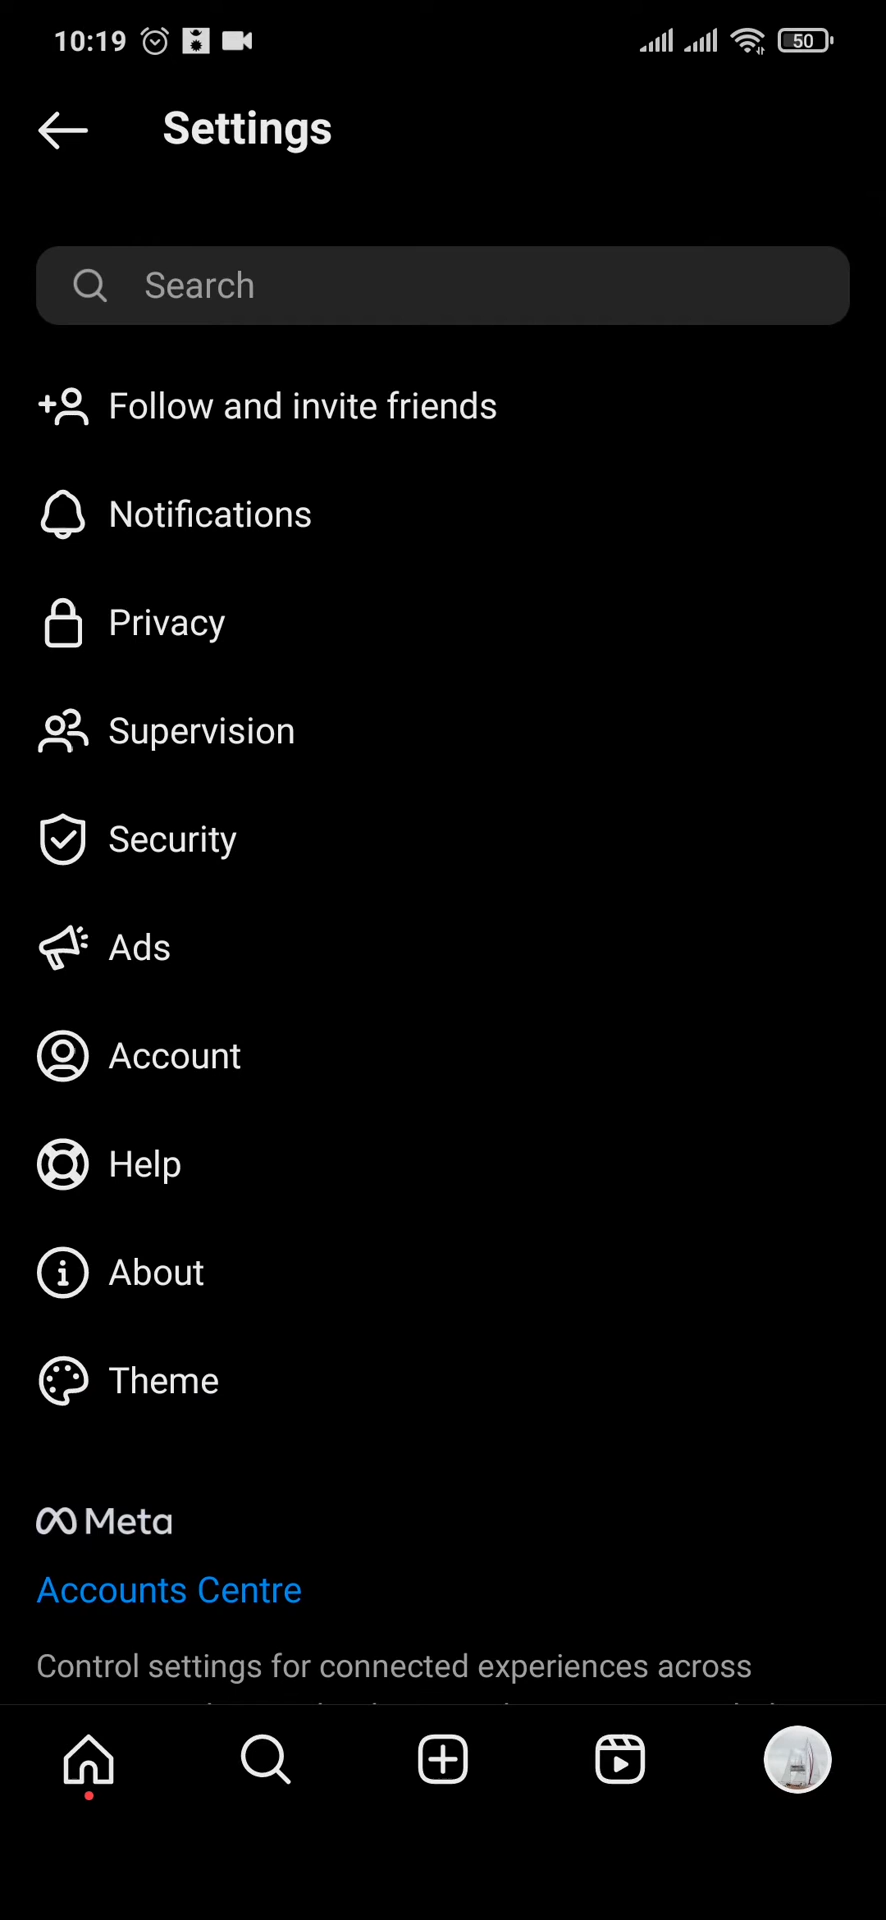 10:19
50
Settings
Search
Follow and invite friends
Notifications
Privacy
Supervision
Security
Ads
Account
Help
About
Theme
Meta
Accounts Centre
Control settings for connected experiences across